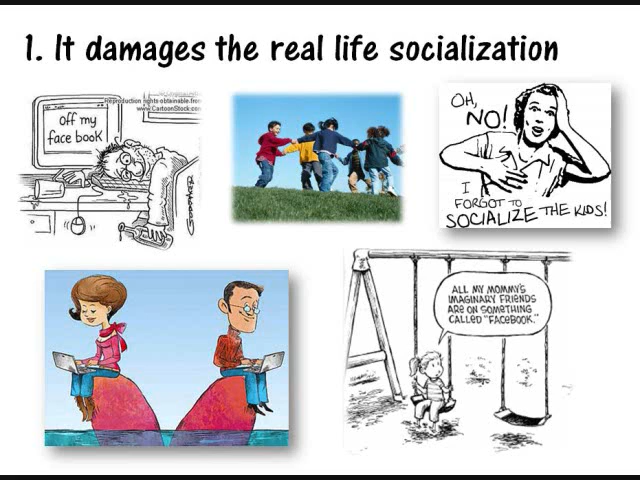 1. It damages the real life socialization
Reproduction rights obtainable from
www.CartoonStock.com
off my
face book
GODDARD
OH,
NO!
I
FORGOT TO
SOCIALIZE THE KIDS!
ALL MY MOMMY'S
IMAGINARY FRIENDS
ARE ON SOMETHING
CALLED "FACEBOOK."